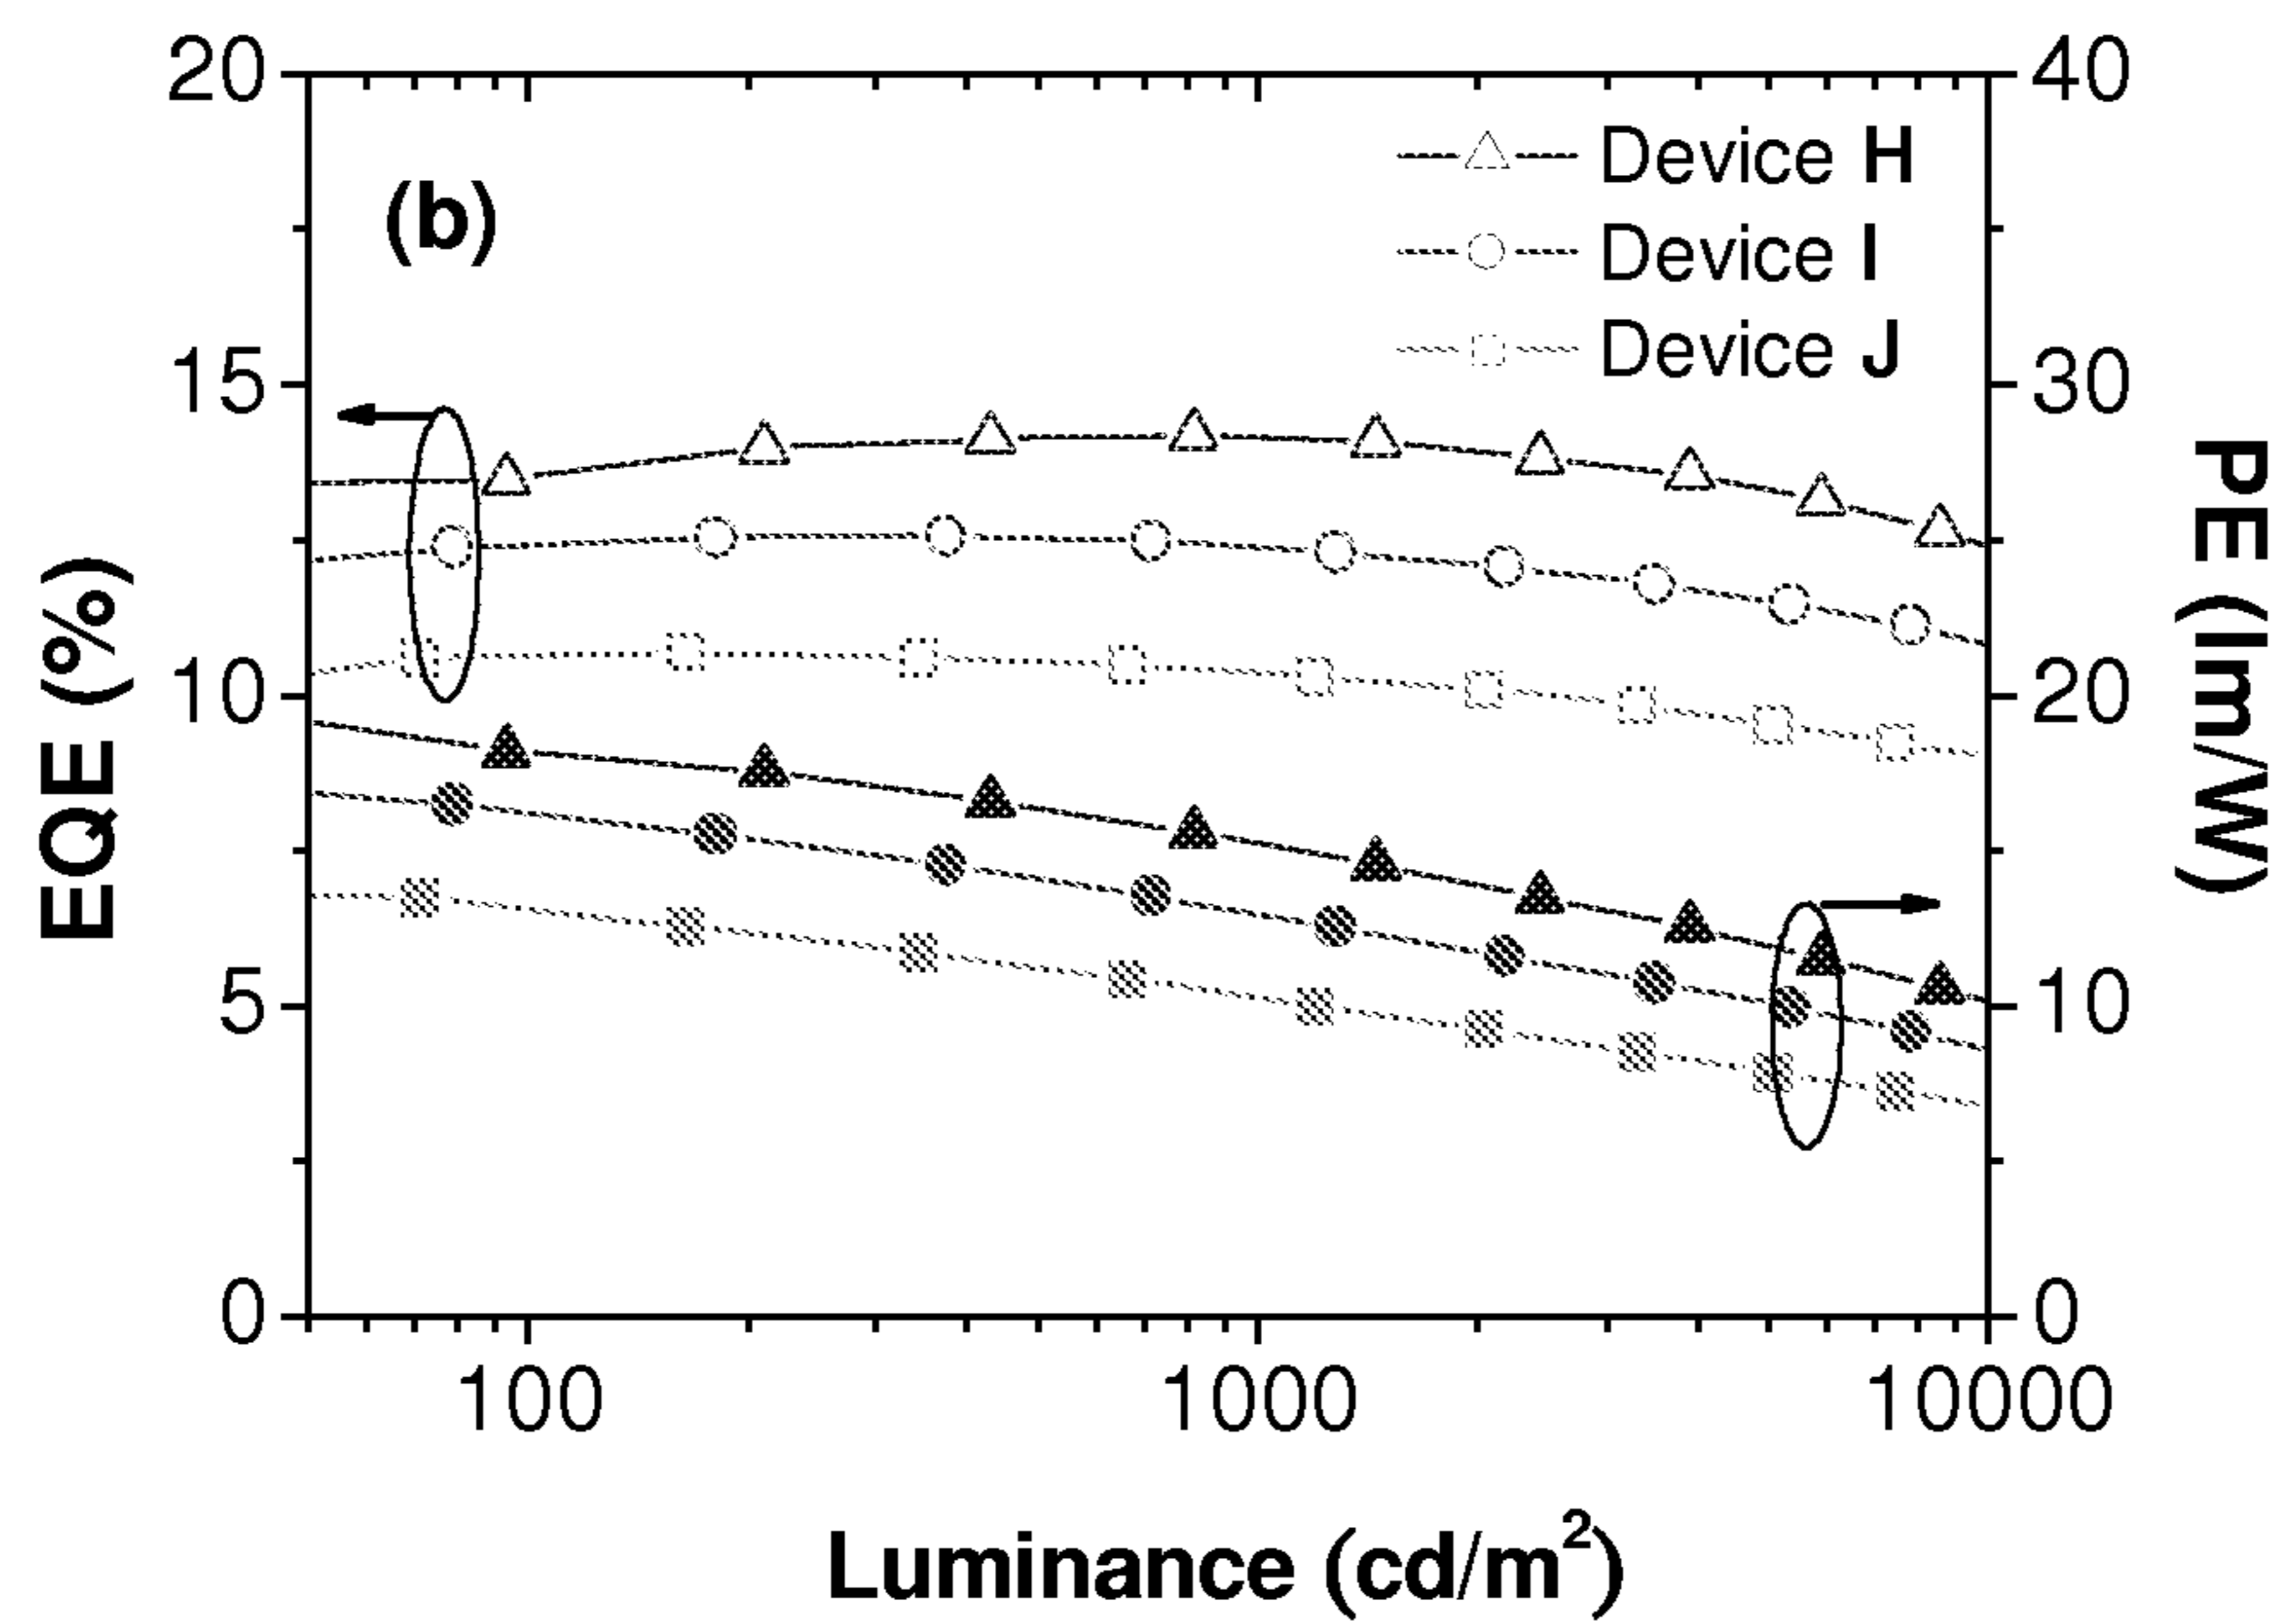 20
40
(b)
Device H
Device I
Device J
15
30
EQE (%)
PE (lm/W)
10
20
5
10
0
0
100
1000
10000
Luminance (cd/m²)